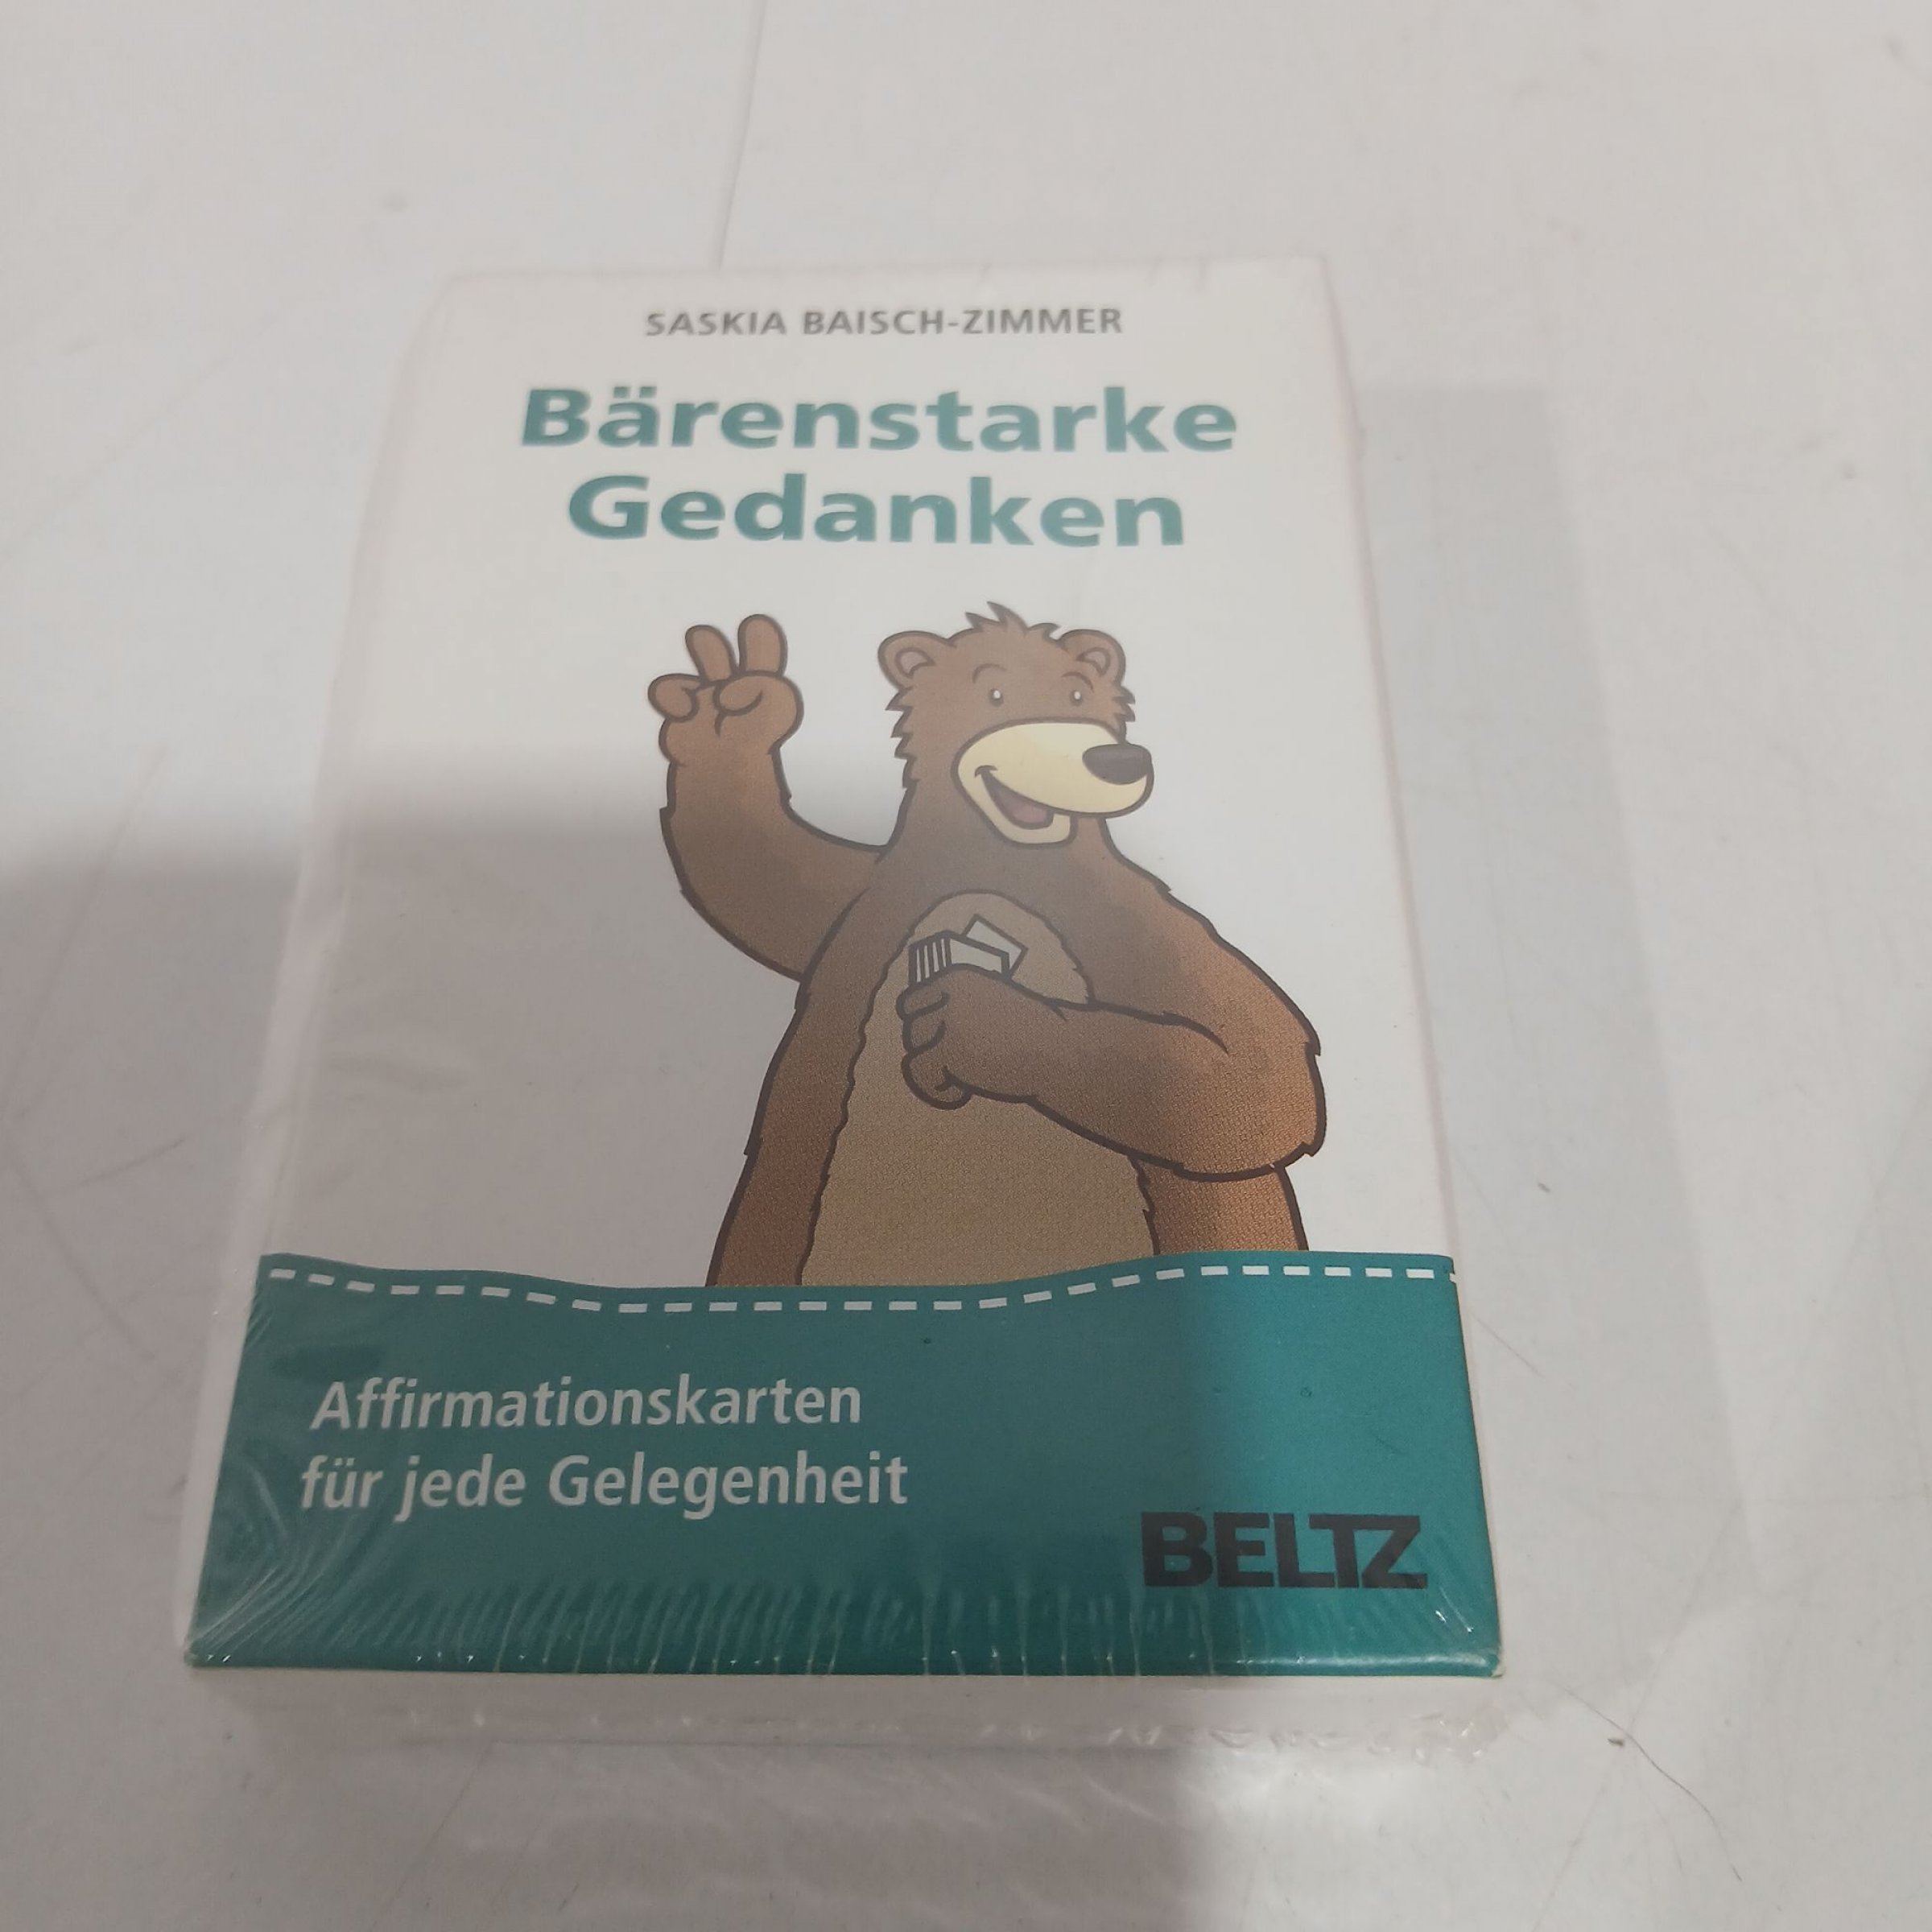 SASKIA BAISCH-ZIMMER
Bärenstarke
Gedanken
Affirmationskarten
für jede Gelegenheit
BELTZ